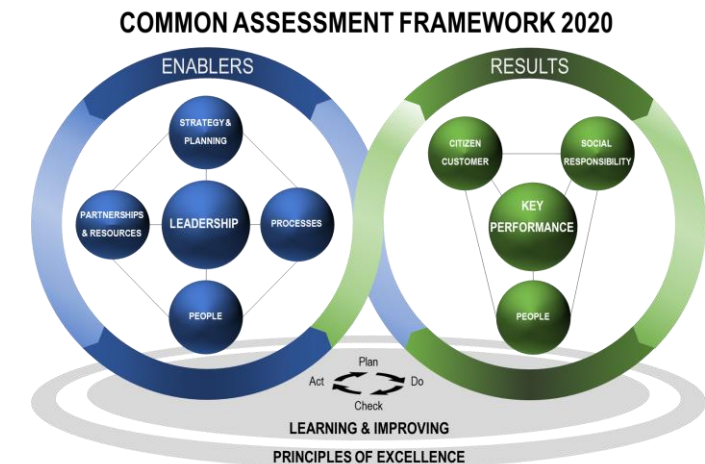 COMMON ASSESSMENT FRAMEWORK 2020
ENABLERS
STRATEGY &
PLANNING
PARTNERSHIPS
& RESOURCES
LEADERSHIP
PROCESSES
PEOPLE
RESULTS
CITIZEN
CUSTOMER
SOCIAL
RESPONSIBILITY
KEY
PERFORMANCE
PEOPLE
Plan
Act
Do
Check
LEARNING & IMPROVING
PRINCIPLES OF EXCELLENCE